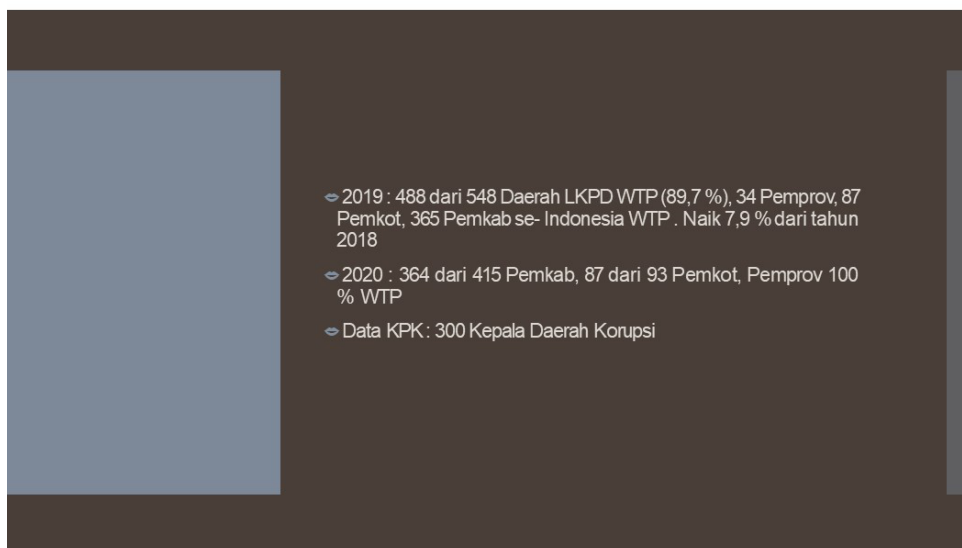 2019 : 488 dari 548 Daerah LKPD WTP (89,7 %), 34 Pemprov, 87
Pemkot, 365 Pemkab se- Indonesia WTP . Naik 7,9 % dari tahun
2018
2020 : 364 dari 415 Pemkab, 87 dari 93 Pemkot, Pemprov 100
% WTP
Data KPK : 300 Kepala Daerah Korupsi